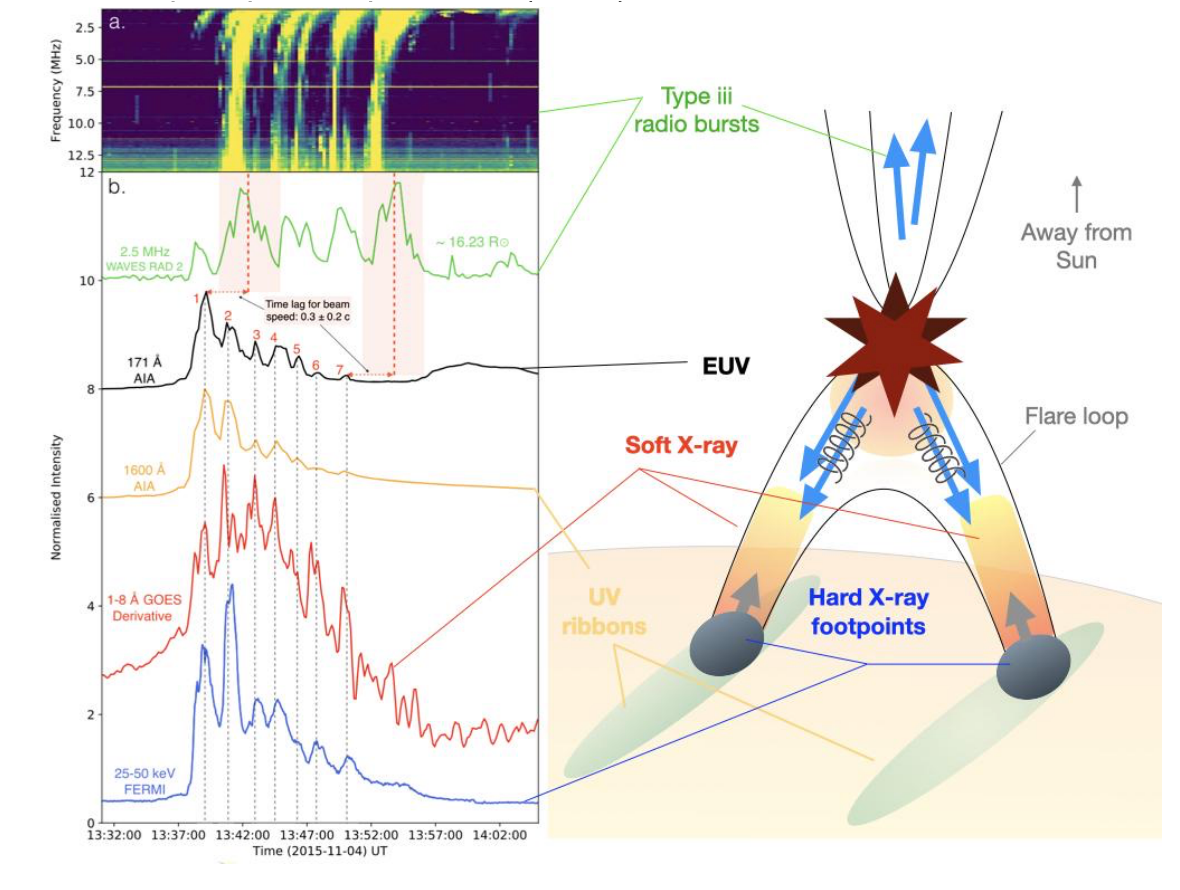 a.
Frequency (MHz)
2.5
5.0
7.5
10.0
12.5
b.
Normalised Intensity
12
10
8
6
4
2
0
2.5 MHz
WAVES RAD 2
~ 16.23 R⊙
1
2
3
4
5
6
7
Time lag for beam
speed: 0.3 ± 0.2 c
171 Å
AIA
1600 Å
AIA
1-8 Å GOES
Derivative
25-50 keV
FERMI
13:32:00 13:37:00 13:42:00 13:47:00 13:52:00 13:57:00 14:02:00
Time (2015-11-04) UT
Type iii
radio bursts
Away from
Sun
EUV
Flare loop
Soft X-ray
UV
ribbons
Hard X-ray
footpoints